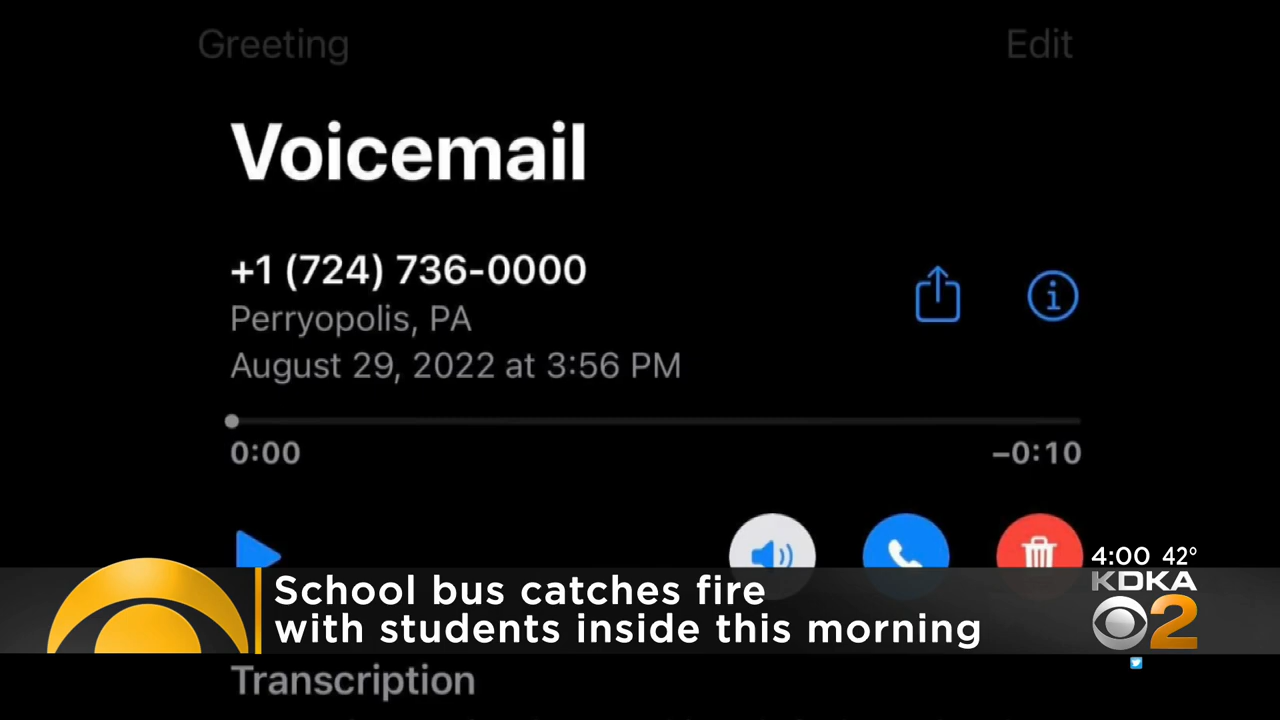 Greeting
Edit
Voicemail
+1 (724) 736-0000
Perryopolis, PA
August 29, 2022 at 3:56 PM
0:00
−0:10
4:00 42°
KDKA
2
School bus catches fire
with students inside this morning
Transcription